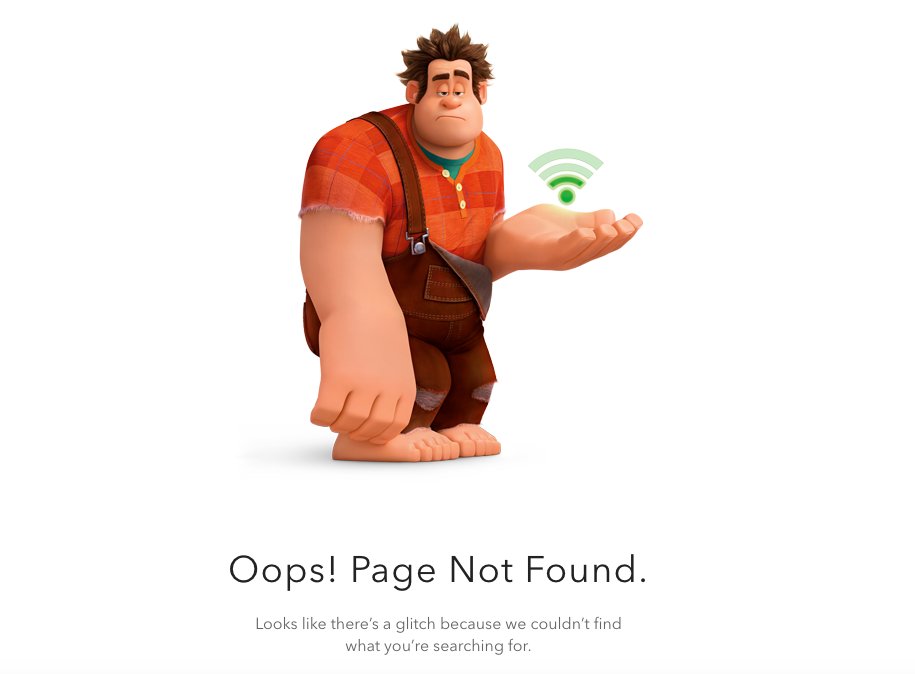 Oops! Page Not Found.
Looks like there’s a glitch because we couldn’t find
what you’re searching for.